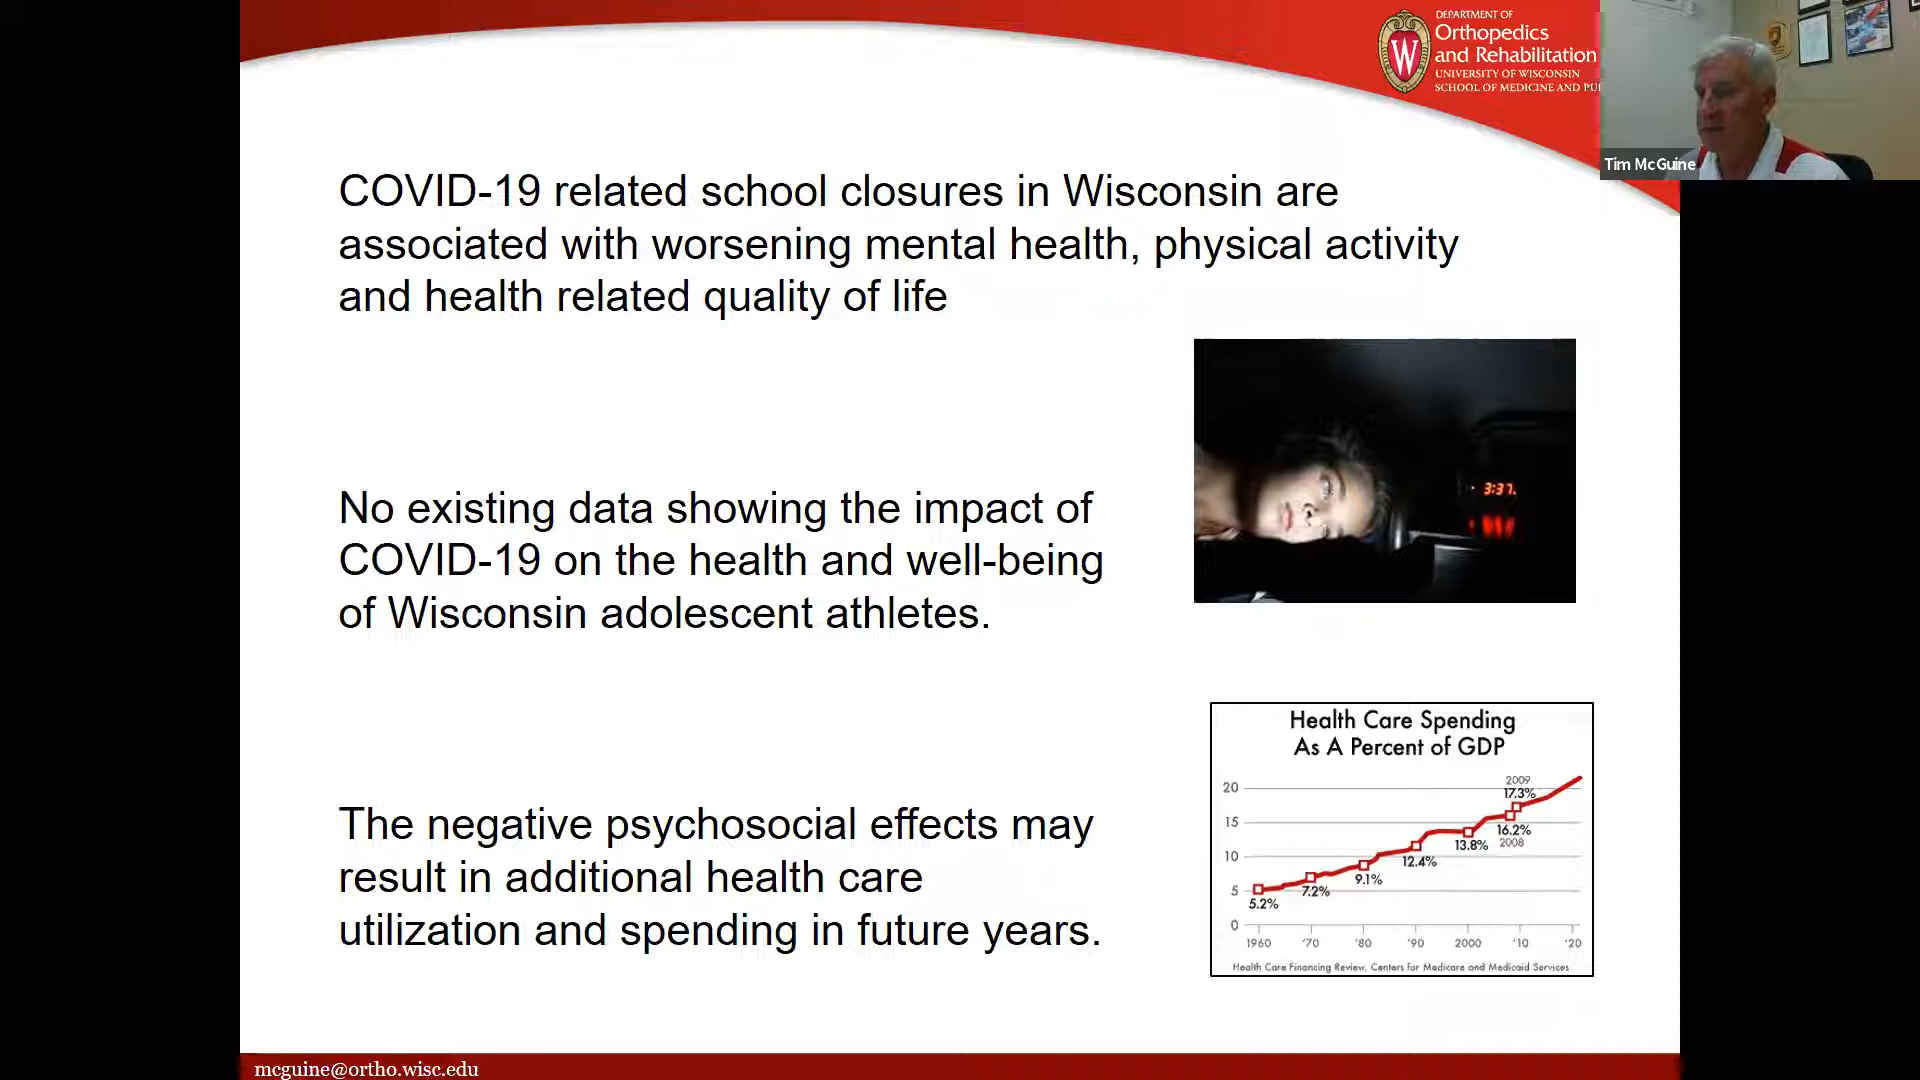 DEPARTMENT OF
Orthopedics
and Rehabilitation
UNIVERSITY OF WISCONSIN
SCHOOL OF MEDICINE AND PU
W
Tim McGuine
COVID-19 related school closures in Wisconsin are
associated with worsening mental health, physical activity
and health related quality of life
3:37
No existing data showing the impact of
COVID-19 on the health and well-being
of Wisconsin adolescent athletes.
The negative psychosocial effects may
result in additional health care
utilization and spending in future years.
Health Care Spending
As A Percent of GDP
20
15
10
5
0
2009
17.3%
16.2%
2008
13.8%
12.4%
9.1%
7.2%
5.2%
1960
'70
'80
'90
2000
'10
'20
Health Care Financing Review, Centers for Medicare and Medicaid Services
mcguine@ortho.wisc.edu